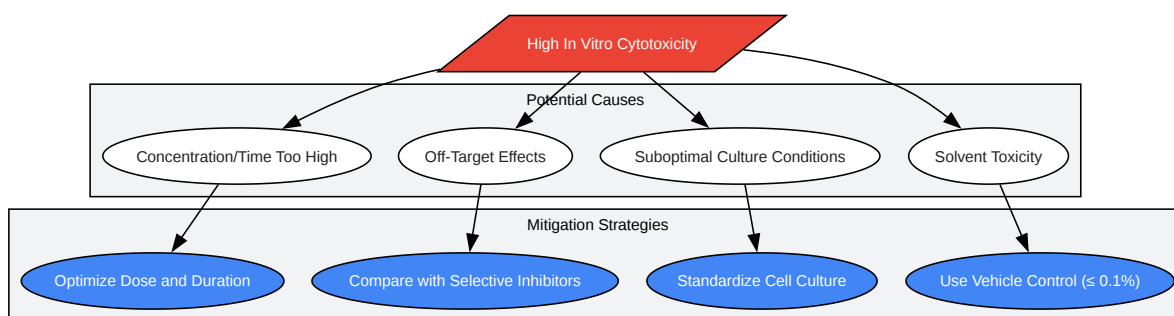 High In Vitro Cytotoxicity
Potential Causes
Concentration/Time Too High
Off-Target Effects
Suboptimal Culture Conditions
Solvent Toxicity
Mitigation Strategies
Optimize Dose and Duration
Compare with Selective Inhibitors
Standardize Cell Culture
Use Vehicle Control (≤ 0.1%)